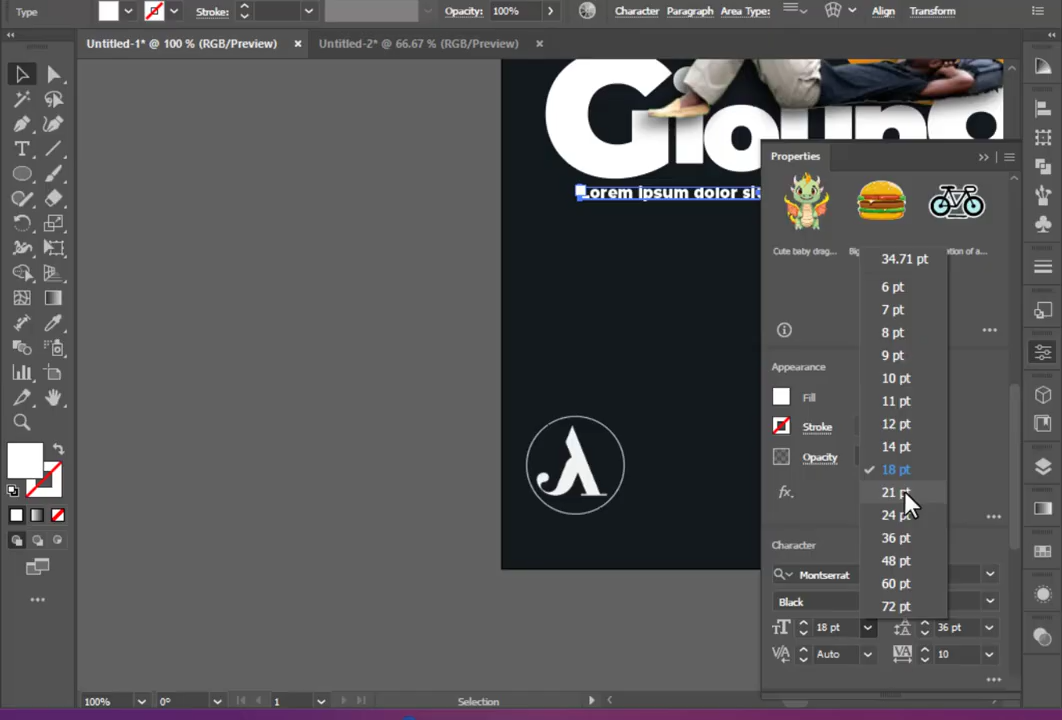 Type
Stroke:
Opacity: 100%
Character Paragraph Area Type: Align Transform
Untitled-1* @ 100 % (RGB/Preview) ×
Untitled-2* @ 66.67 % (RGB/Preview) ×
Ground
Lorem ipsum dolor si
Properties
Cute baby drag...
Big
ion of a...
34.71 pt
6 pt
7 pt
8 pt
9 pt
10 pt
11 pt
12 pt
14 pt
18 pt
21 pt
24 pt
36 pt
48 pt
60 pt
72 pt
Appearance
Fill
Stroke
Opacity
fx.
Character
Montserrat
Black
18 pt
36 pt
Auto
10
100%
0°
1
Selection